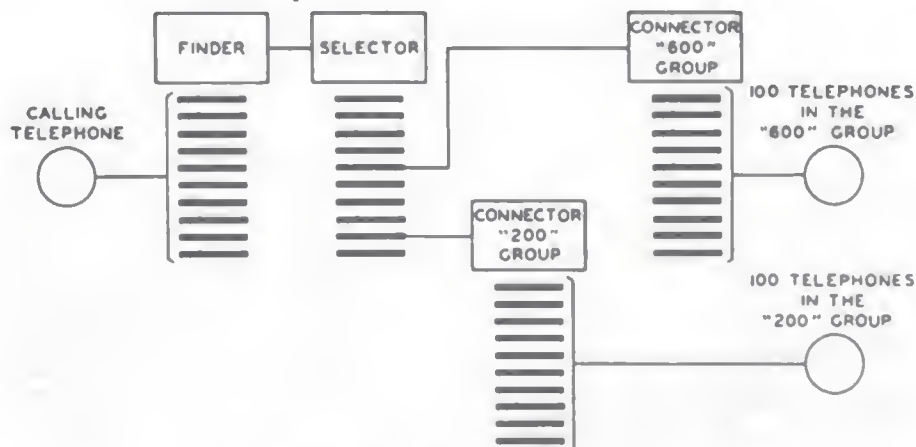 FINDER
SELECTOR
CONNECTOR
"600"
GROUP
CALLING
TELEPHONE
100 TELEPHONES
IN THE
"600" GROUP
CONNECTOR
"200"
GROUP
100 TELEPHONES
IN THE
"200" GROUP